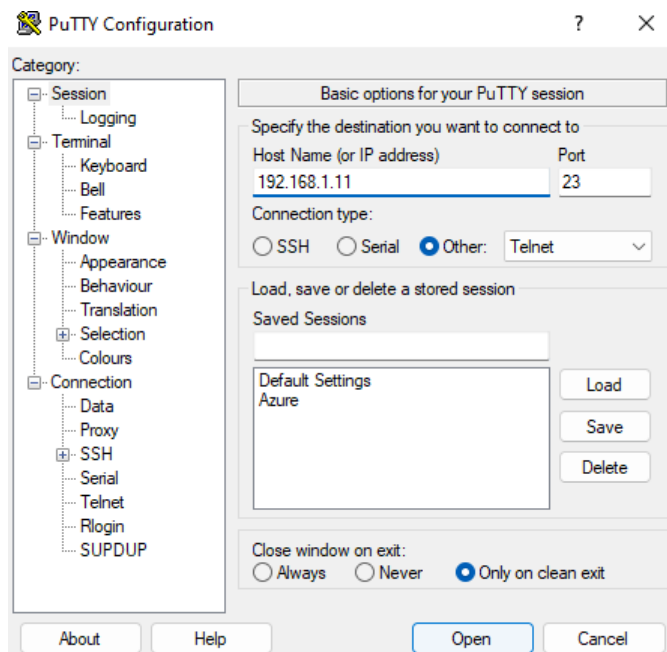 PuTTY Configuration
?
Category:
Session
Logging
Terminal
Keyboard
Bell
Features
Window
Appearance
Behaviour
Translation
Selection
Colours
Connection
Data
Proxy
SSH
Serial
Telnet
Rlogin
SUPDUP
Basic options for your PuTTY session
Specify the destination you want to connect to
Host Name (or IP address) Port
192.168.1.11 23
Connection type:
SSH Serial Other: Telnet
Load, save or delete a stored session
Saved Sessions
Default Settings
Azure
Load
Save
Delete
Close window on exit:
Always Never Only on clean exit
About Help Open Cancel